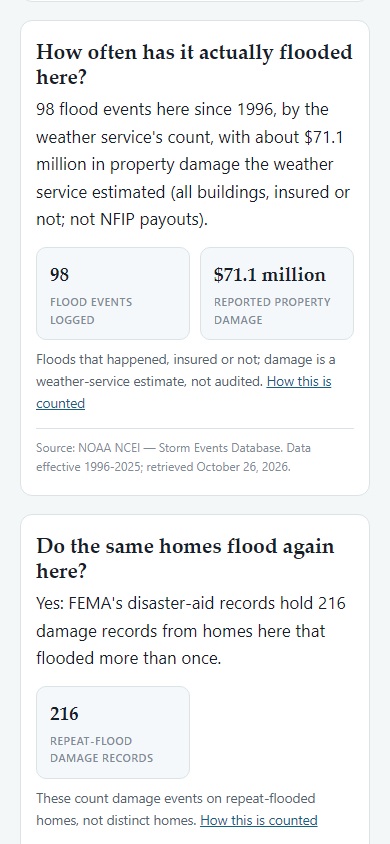 How often has it actually flooded
here?
98 flood events here since 1996, by the
weather service's count, with about $71.1
million in property damage the weather
service estimated (all buildings, insured or
not; not NFIP payouts).
98
FLOOD EVENTS
LOGGED
$71.1 million
REPORTED PROPERTY
DAMAGE
Floods that happened, insured or not; damage is a
weather-service estimate, not audited. How this is
counted
Source: NOAA NCEI — Storm Events Database. Data
effective 1996-2025; retrieved October 26, 2026.
Do the same homes flood again
here?
Yes: FEMA's disaster-aid records hold 216
damage records from homes here that
flooded more than once.
216
REPEAT-FLOOD
DAMAGE RECORDS
These count damage events on repeat-flooded
homes, not distinct homes. How this is counted